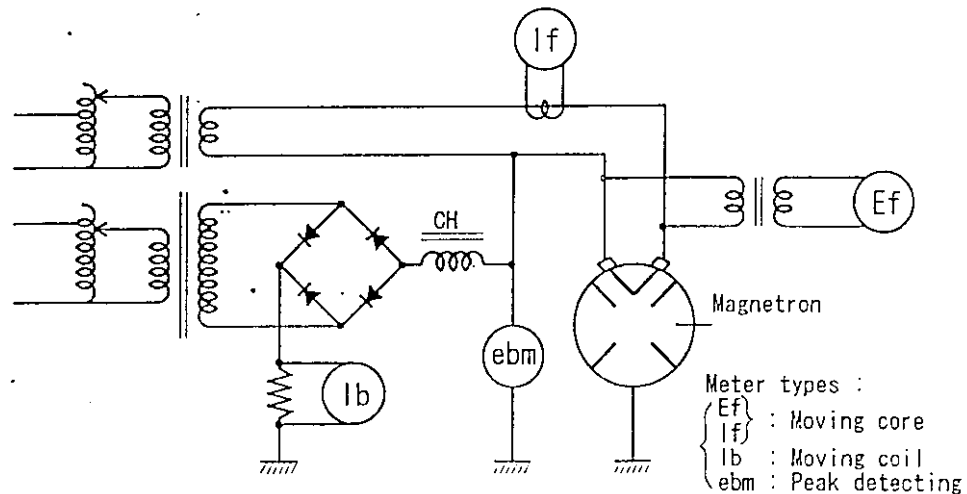 If
Ef
CH
Magnetron
ebm
Ib
Meter types :
Ef
If : Moving core
Ib : Moving coil
ebm : Peak detecting